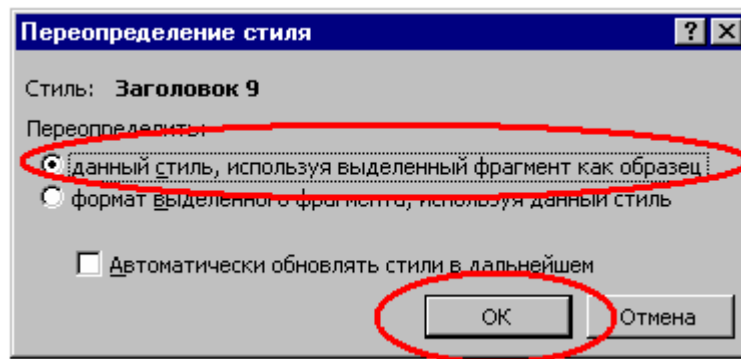 Переопределение стиля
Стиль: Заголовок 9
Переопределить:
данный стиль, используя выделенный фрагмент как образец
формат выделенного фрагмента, используя данный стиль
Автоматически обновлять стили в дальнейшем
ОК Отмена